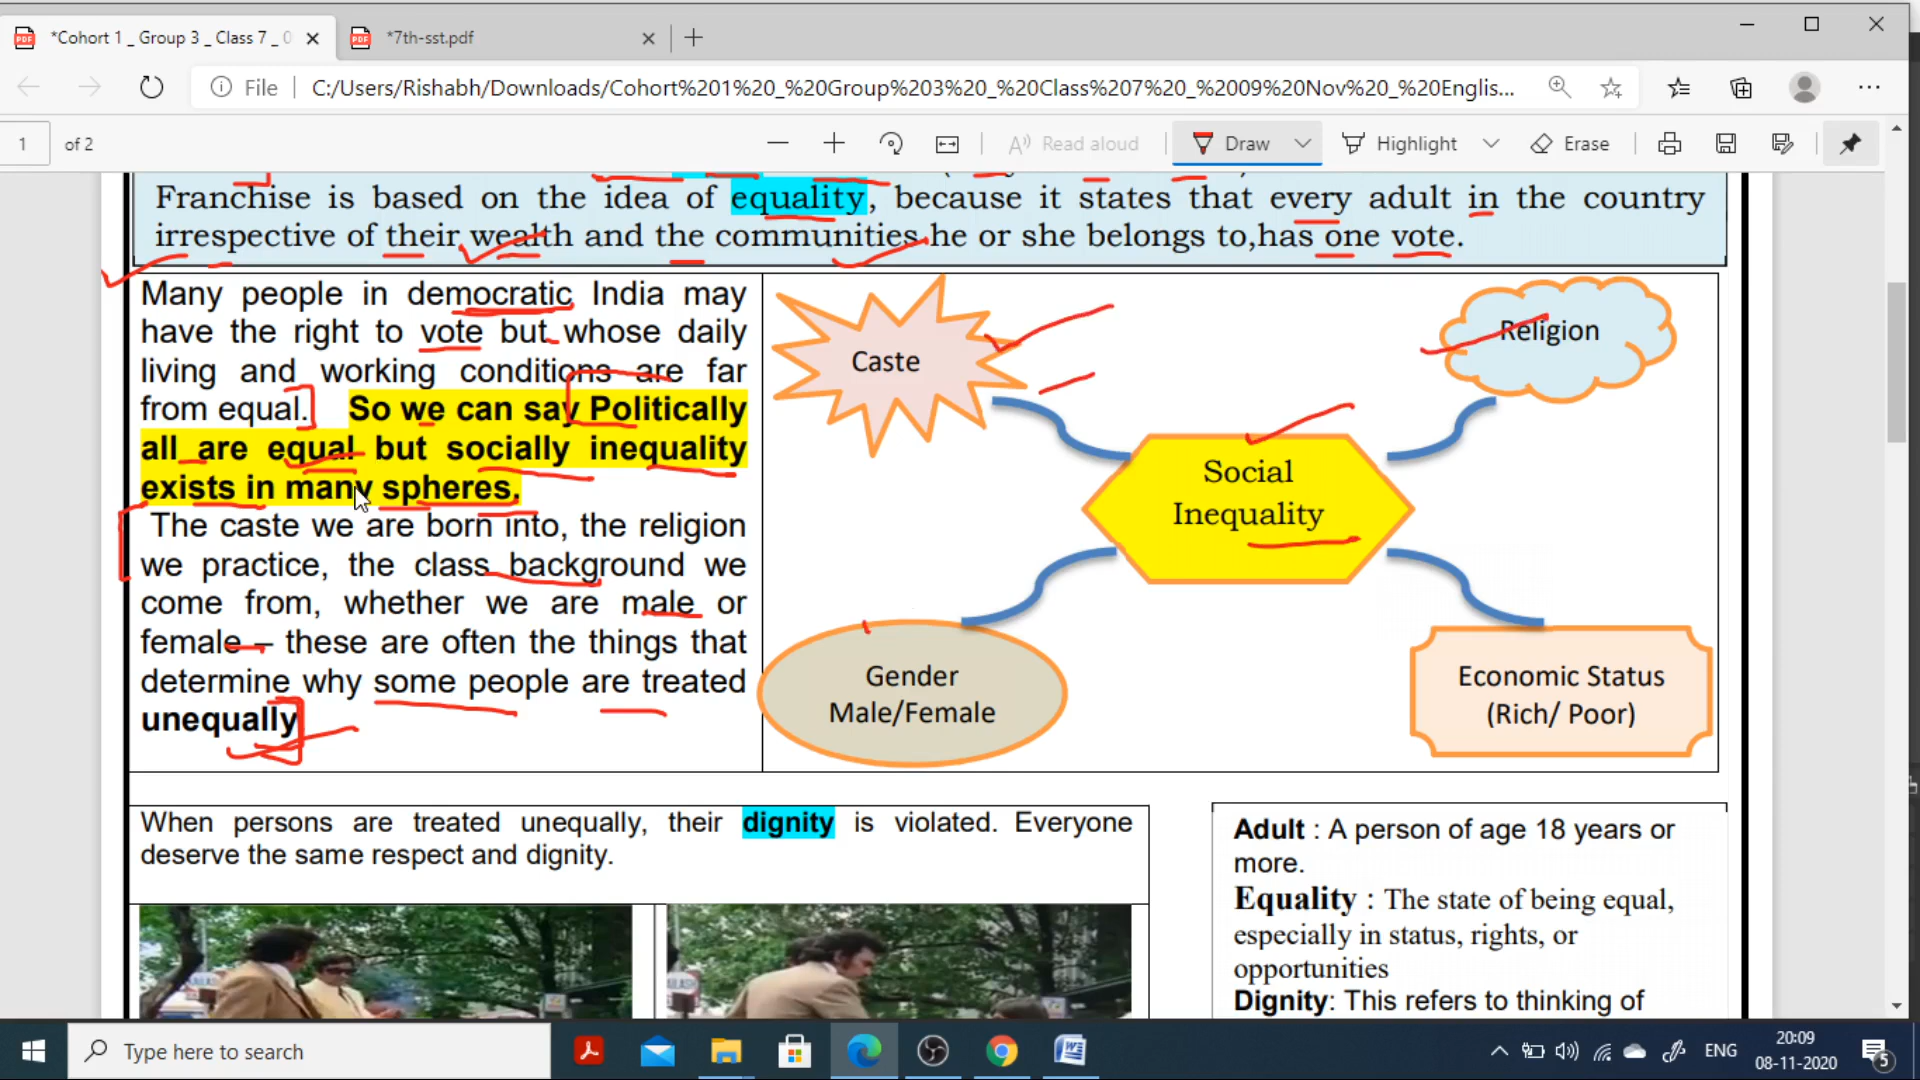 *Cohort 1 _ Group 3 _ Class 7 _ 0
*7th-sst.pdf
File
C:/Users/Rishabh/Downloads/Cohort%201%20_%20Group%203%20_%20Class%207%20_%2009%20Nov%20_%20Englis...
1 of 2
Read aloud
Draw
Highlight
Erase
Franchise is based on the idea of equality, because it states that every adult in the country
irrespective of their wealth and the communities he or she belongs to,has one vote.
Many people in democratic India may
have the right to vote but whose daily
living and working conditions are far
from equal. So we can say Politically
all are equal but socially inequality
exists in many spheres.
The caste we are born into, the religion
we practice, the class background we
come from, whether we are male or
female – these are often the things that
determine why some people are treated
unequally
Caste
Religion
Social
Inequality
Gender
Male/Female
Economic Status
(Rich/ Poor)
When persons are treated unequally, their dignity is violated. Everyone
deserve the same respect and dignity.
Adult : A person of age 18 years or
more.
Equality : The state of being equal,
especially in status, rights, or
opportunities
Dignity: This refers to thinking of
Type here to search
ENG
20:09
08-11-2020
5